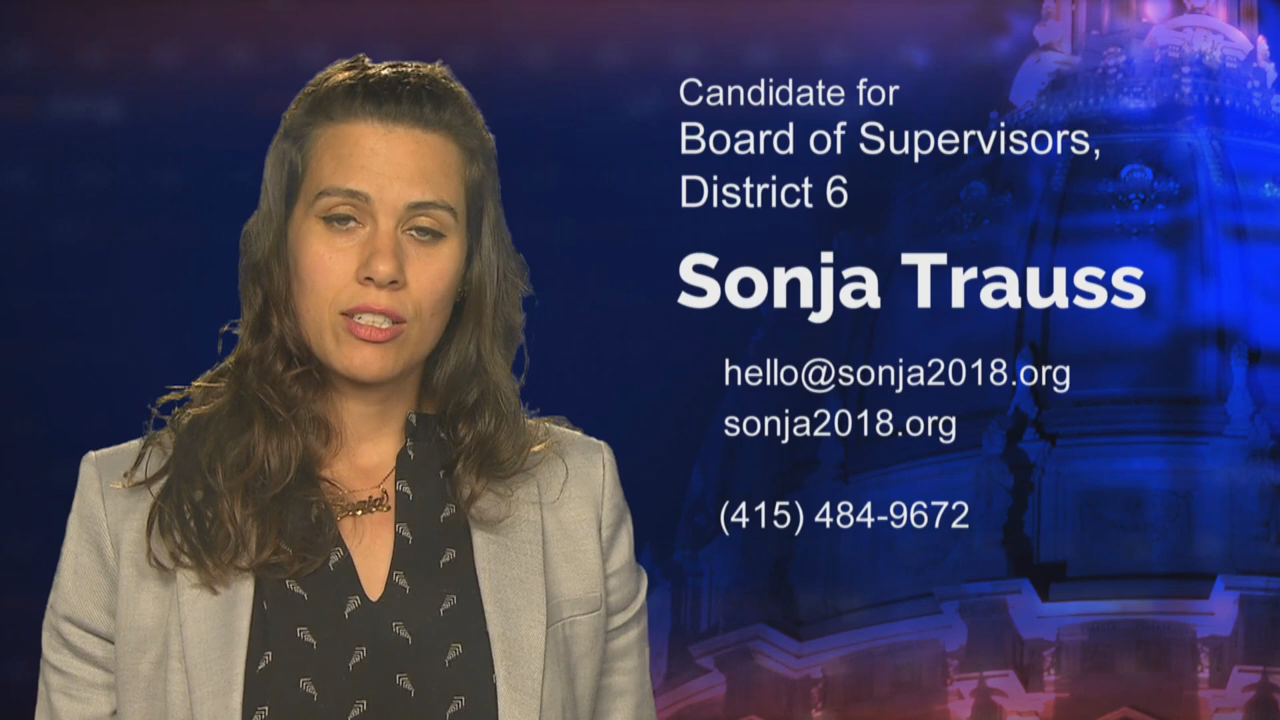 Candidate for
Board of Supervisors,
District 6
Sonja Trauss
hello@sonja2018.org
sonja2018.org
(415) 484-9672